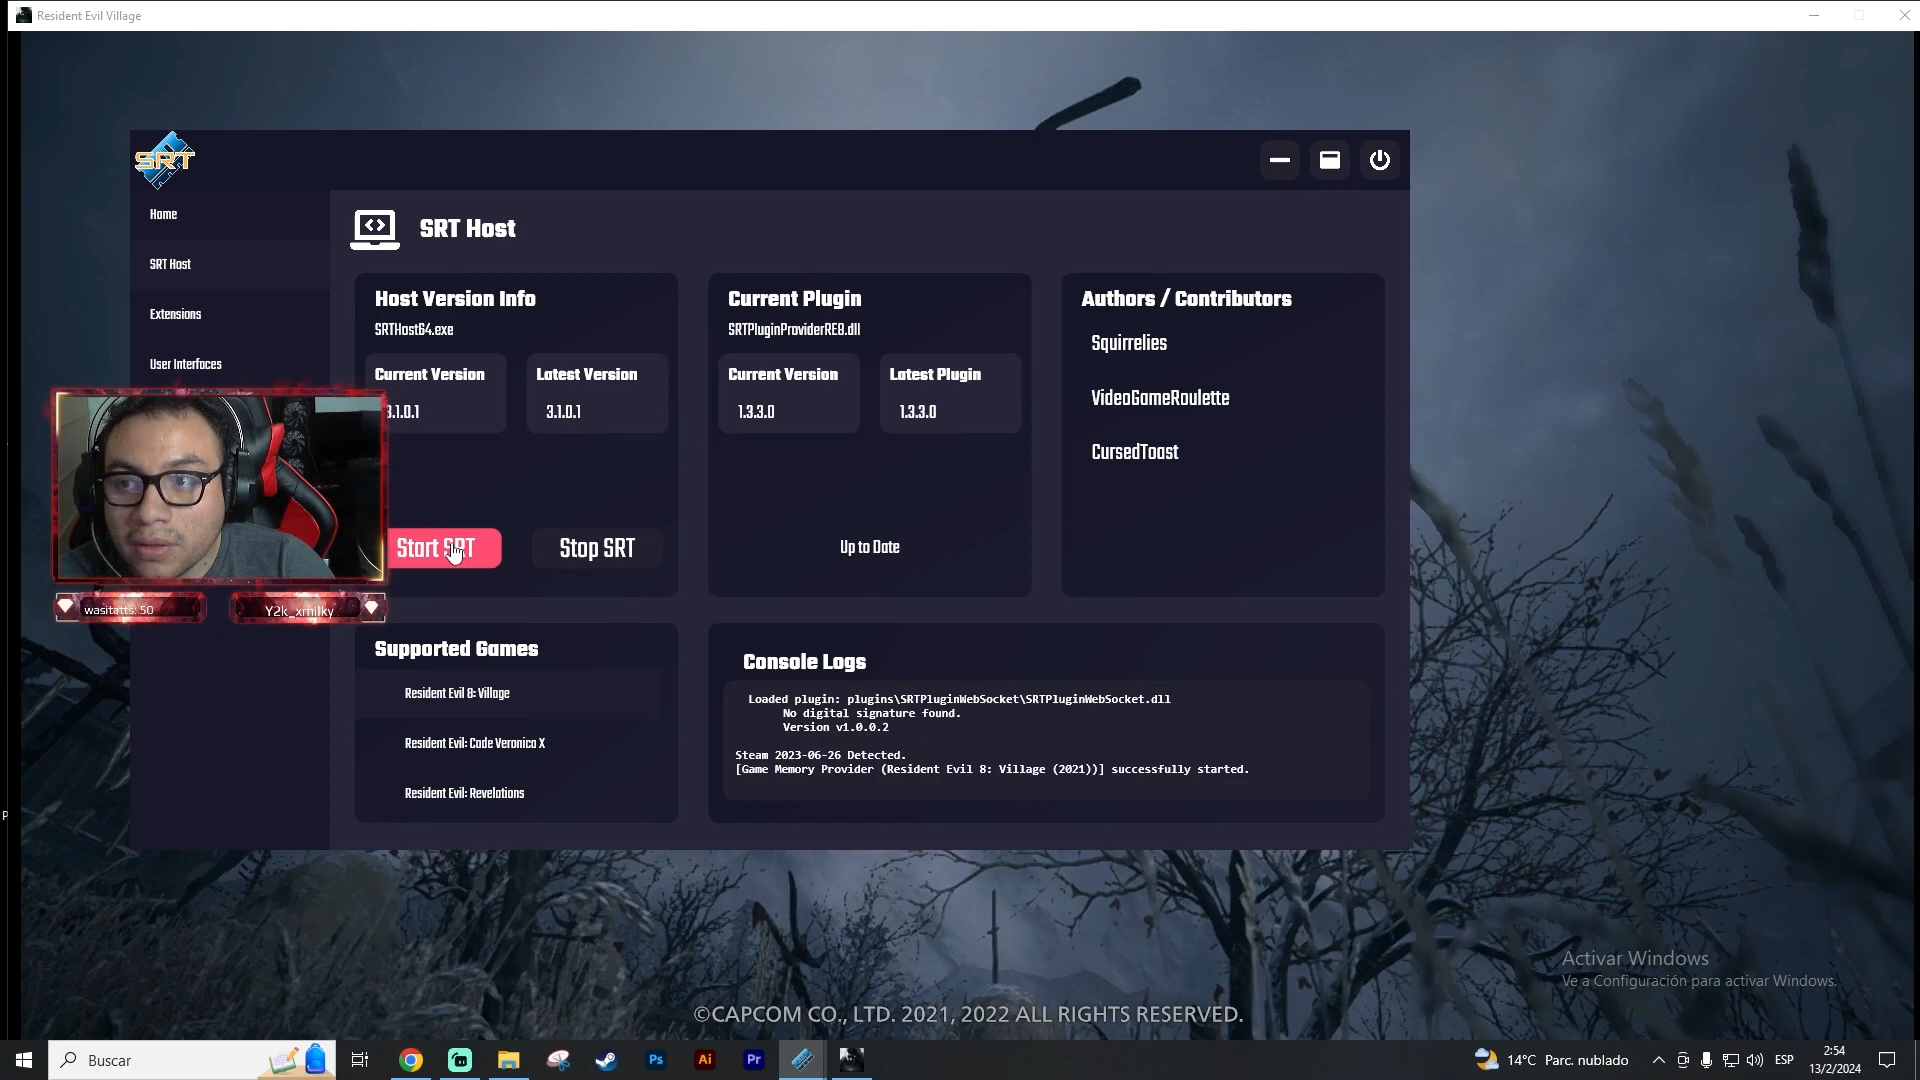 Resident Evil Village
SRT
Home
SRT Host
Extensions
User Interfaces
SRT Host
Host Version Info
SRTHost64.exe
Current Version
3.1.0.1
Latest Version
3.1.0.1
Start SRT
Stop SRT
Current Plugin
SRTPluginProviderRE8.dll
Current Version
1.3.3.0
Latest Plugin
1.3.3.0
Up to Date
Authors / Contributors
Squirrelies
VideoGameRoulette
CursedToast
wasitatts: 50
Y2k_xmilky
Supported Games
Resident Evil 8: Village
Resident Evil: Code Veronica X
Resident Evil: Revelations
Console Logs
Loaded plugin: plugins\SRTPluginWebSocket\SRTPluginWebSocket.dll
No digital signature found.
Version v1.0.0.2
Steam 2023-06-26 Detected.
[Game Memory Provider (Resident Evil 8: Village (2021))] successfully started.
P
Activar Windows
Ve a Configuración para activar Windows.
©CAPCOM CO., LTD. 2021, 2022 ALL RIGHTS RESERVED.
Buscar
Ps
Ai
Pr
14°C Parc. nublado
ESP
2:54
13/2/2024